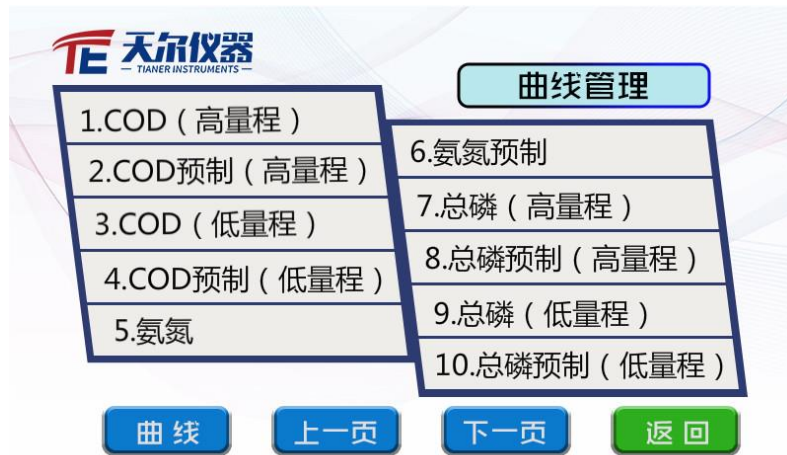 天尔仪器
TIANER INSTRUMENTS
曲线管理
1.COD（高量程）
2.COD预制（高量程）
3.COD（低量程）
4.COD预制（低量程）
5.氨氮
6.氨氮预制
7.总磷（高量程）
8.总磷预制（高量程）
9.总磷（低量程）
10.总磷预制（低量程）
曲线
上一页
下一页
返回